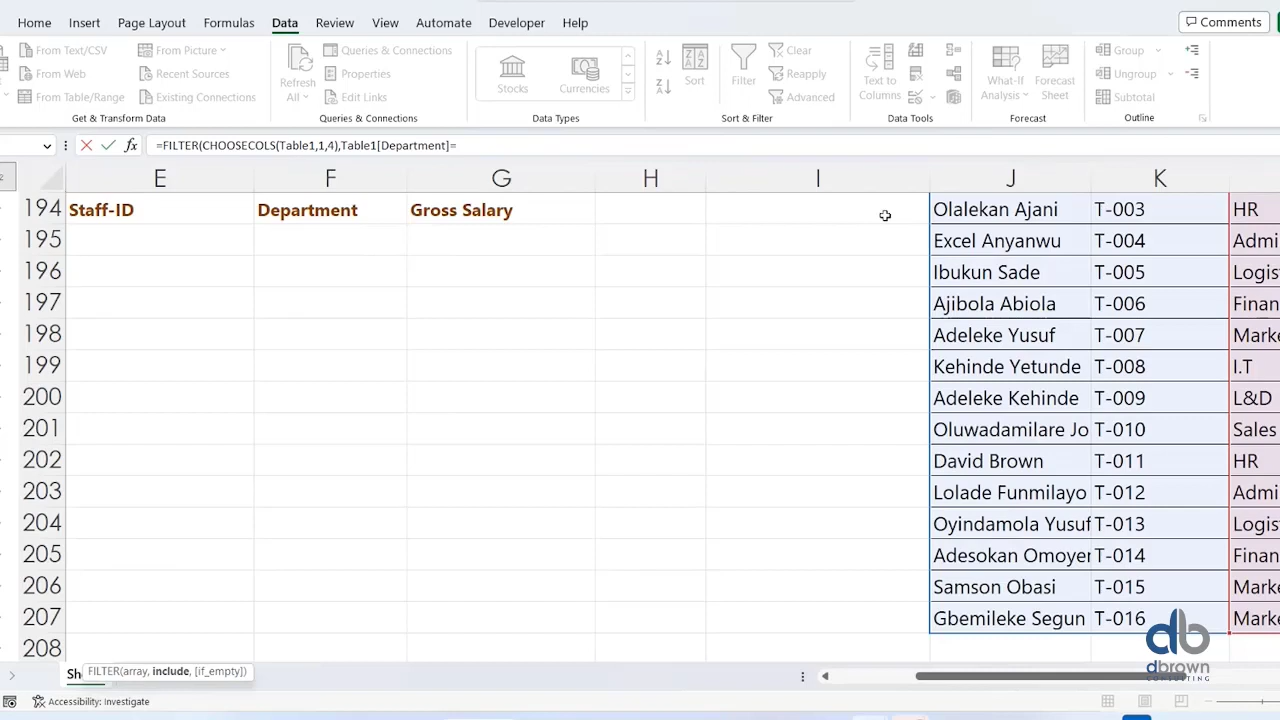 Home Insert Page Layout Formulas Data Review View Automate Developer Help Comments
From Text/CSV From Picture Queries & Connections Clear Group
From Web Recent Sources Refresh All Properties Stocks Currencies Sort Filter Reapply Text to Columns What-If Analysis Forecast Sheet Ungroup
From Table/Range Existing Connections Edit Links Advanced Subtotal
Get & Transform Data Queries & Connections Data Types Sort & Filter Data Tools Forecast Outline
fx =FILTER(CHOOSECOLS(Table1,1,4),Table1[Department]=
E F G H I J K
194 Staff-ID Department Gross Salary Olalekan Ajani T-003 HR
195 Excel Anyanwu T-004 Admi
196 Ibukun Sade T-005 Logis
197 Ajibola Abiola T-006 Finan
198 Adeleke Yusuf T-007 Marke
199 Kehinde Yetunde T-008 I.T
200 Adeleke Kehinde T-009 L&D
201 Oluwadamilare Jo T-010 Sales
202 David Brown T-011 HR
203 Lolade Funmilayo T-012 Admi
204 Oyindamola Yusuf T-013 Logis
205 Adesokan Omoyer T-014 Finan
206 Samson Obasi T-015 Marke
207 Gbemileke Segun T-016 Marke
208
Sh FILTER(array, include, [if_empty])
db
dbrown
CONSULTING
Accessibility: Investigate